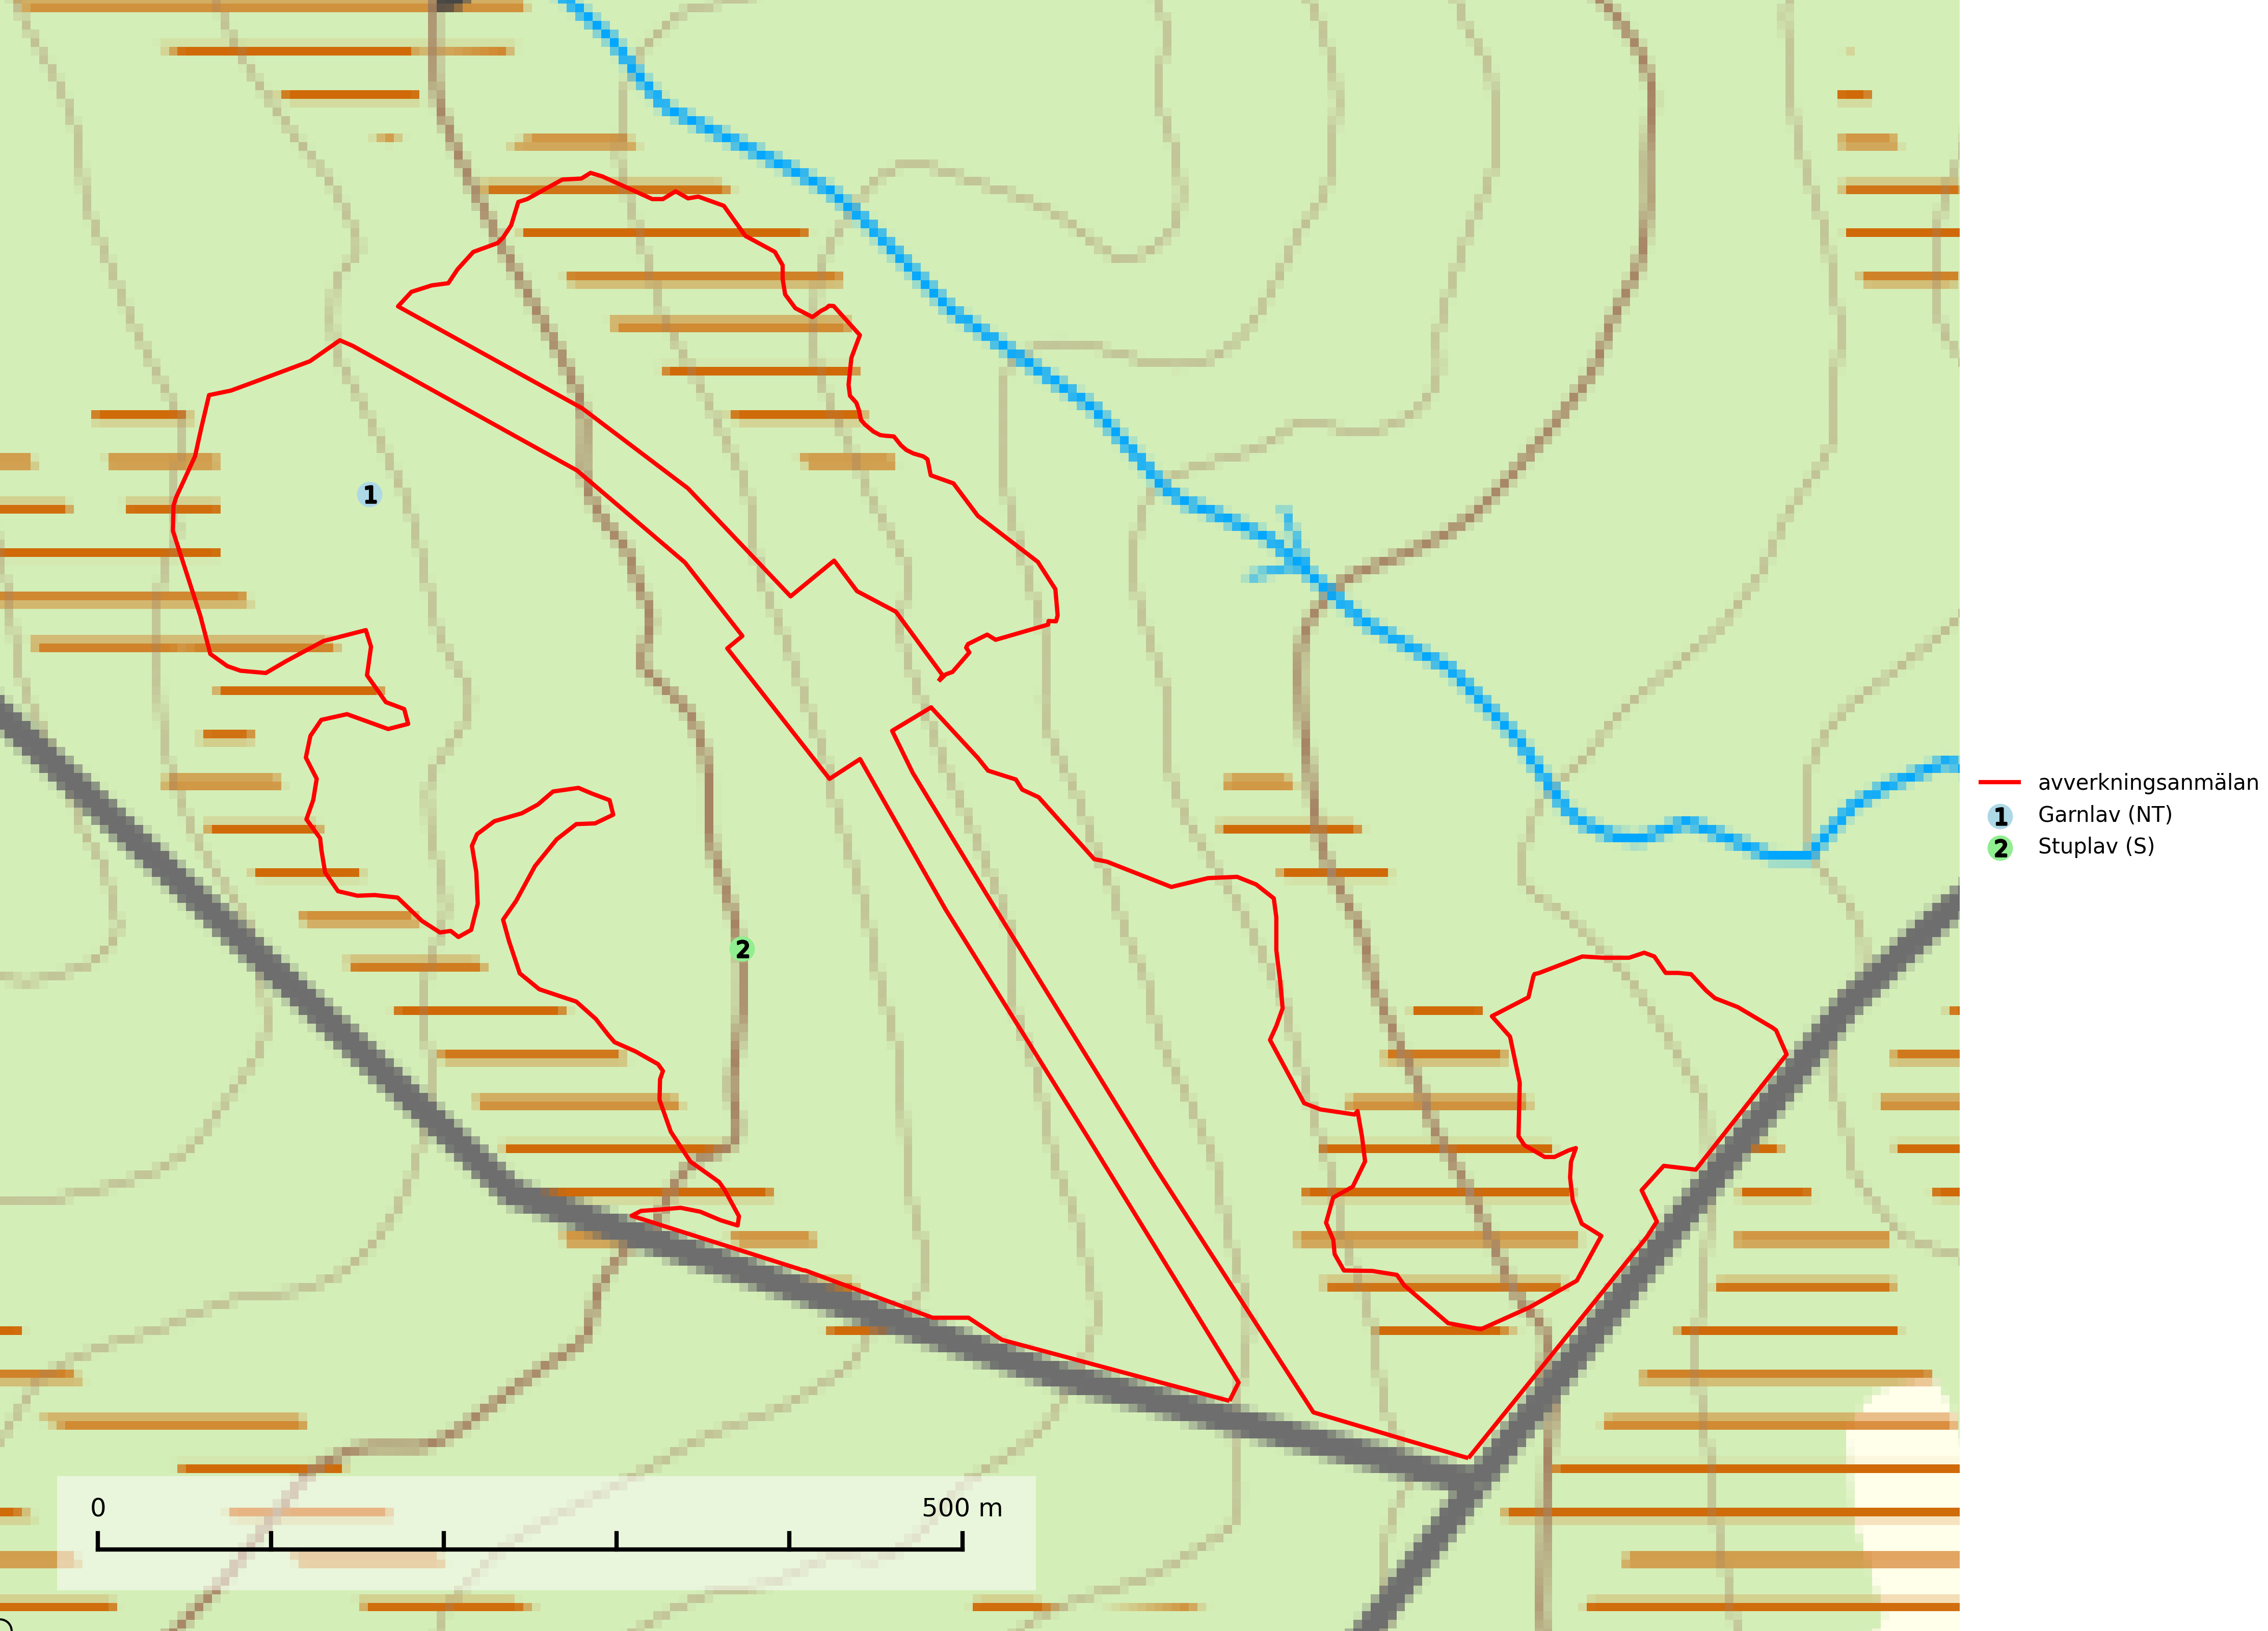 1
2
avverkningsanmälan
1 Garnlav (NT)
2 Stuplav (S)
0 500 m